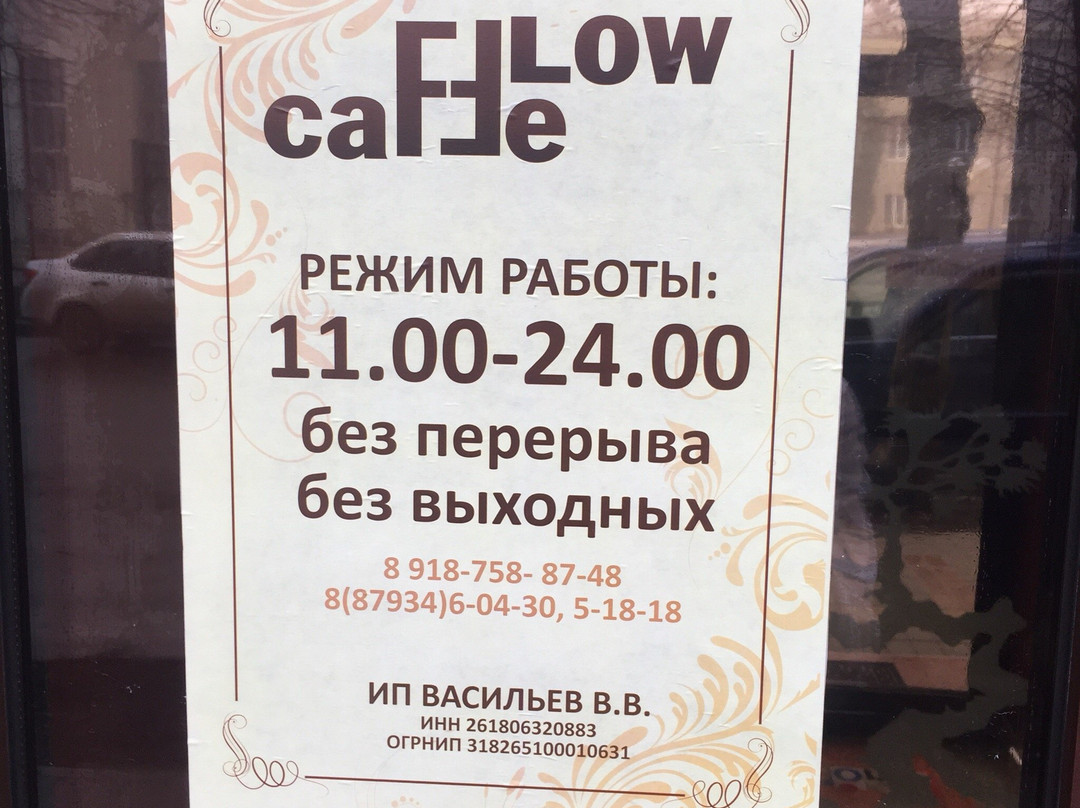 FLOW
caFFe
РЕЖИМ РАБОТЫ:
11.00-24.00
без перерыва
без выходных
8 918-758- 87-48
8(87934)6-04-30, 5-18-18
ИП ВАСИЛЬЕВ В.В.
ИНН 261806320883
ОГРНИП 318265100010631